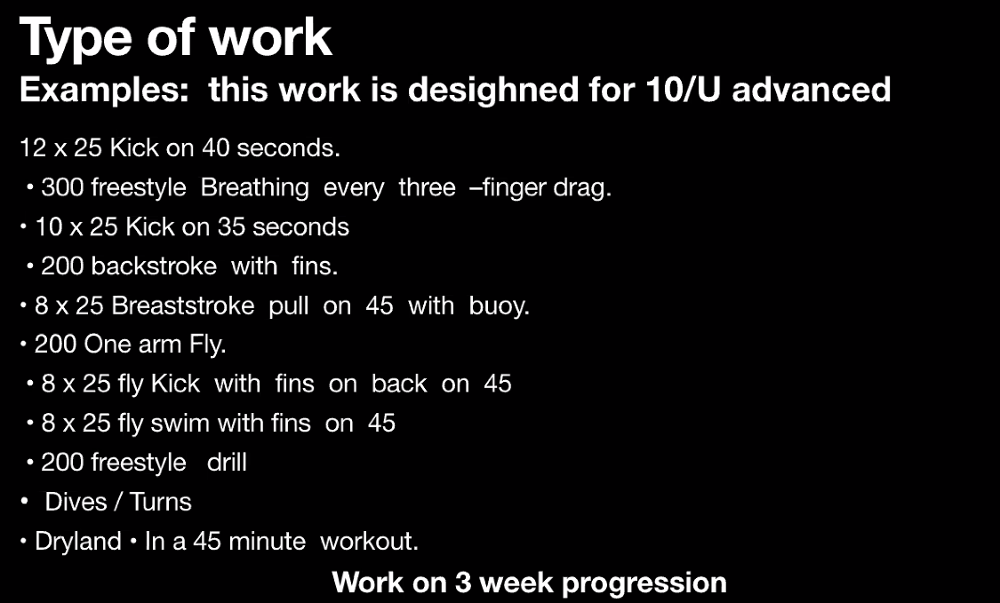 Type of work
Examples: this work is desighned for 10/U advanced
12 x 25 Kick on 40 seconds.
• 300 freestyle Breathing every three –finger drag.
• 10 x 25 Kick on 35 seconds
• 200 backstroke with fins.
• 8 x 25 Breaststroke pull on 45 with buoy.
• 200 One arm Fly.
• 8 x 25 fly Kick with fins on back on 45
• 8 x 25 fly swim with fins on 45
• 200 freestyle drill
• Dives / Turns
• Dryland • In a 45 minute workout.
Work on 3 week progression